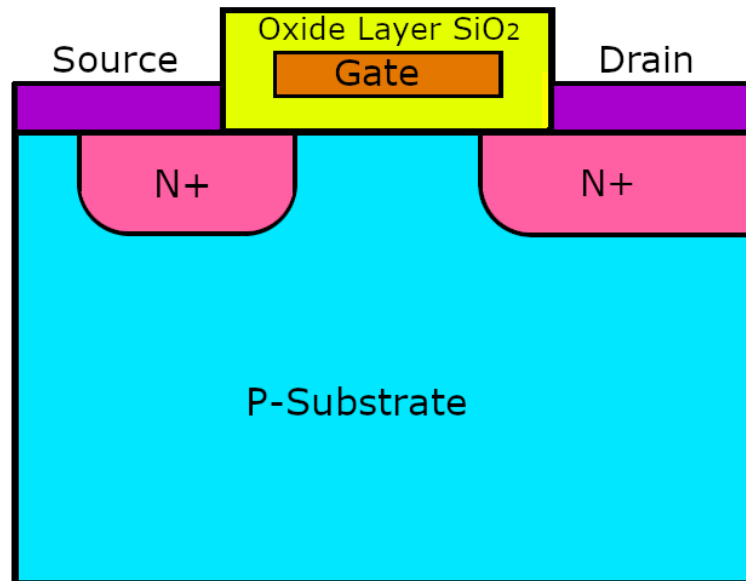 Oxide Layer SiO2
Source
Gate
Drain
N+
N+
P-Substrate